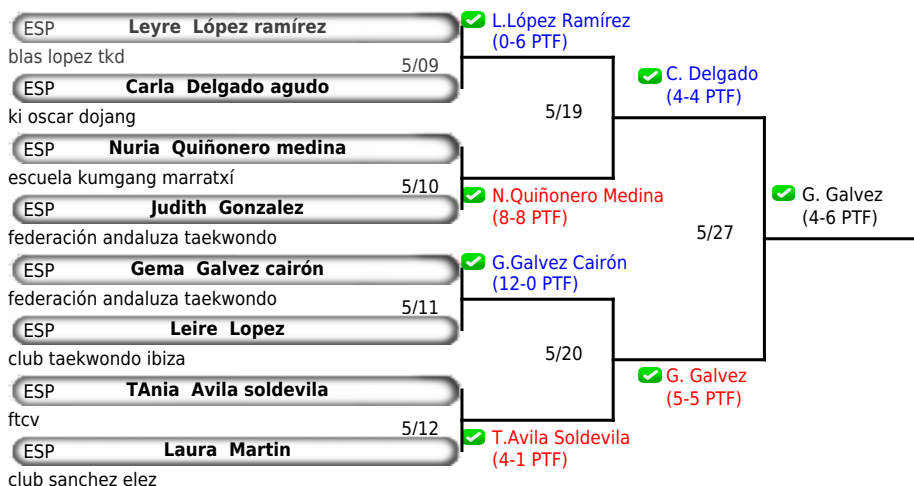 ESP Leyre López ramírez
blas lopez tkd
5/09
ESP Carla Delgado agudo
ki oscar dojang
ESP Nuria Quiñonero medina
escuela kumgang marratxí
5/10
ESP Judith Gonzalez
federación andaluza taekwondo
ESP Gema Galvez cairón
federación andaluza taekwondo
5/11
ESP Leire Lopez
club taekwondo ibiza
ESP TAnia Avila soldevila
ftcv
5/12
ESP Laura Martin
club sanchez elez
L.López Ramírez
(0-6 PTF)
5/19
N.Quiñonero Medina
(8-8 PTF)
G.Galvez Cairón
(12-0 PTF)
5/20
T.Avila Soldevila
(4-1 PTF)
C. Delgado
(4-4 PTF)
5/27
G. Galvez
(5-5 PTF)
G. Galvez
(4-6 PTF)